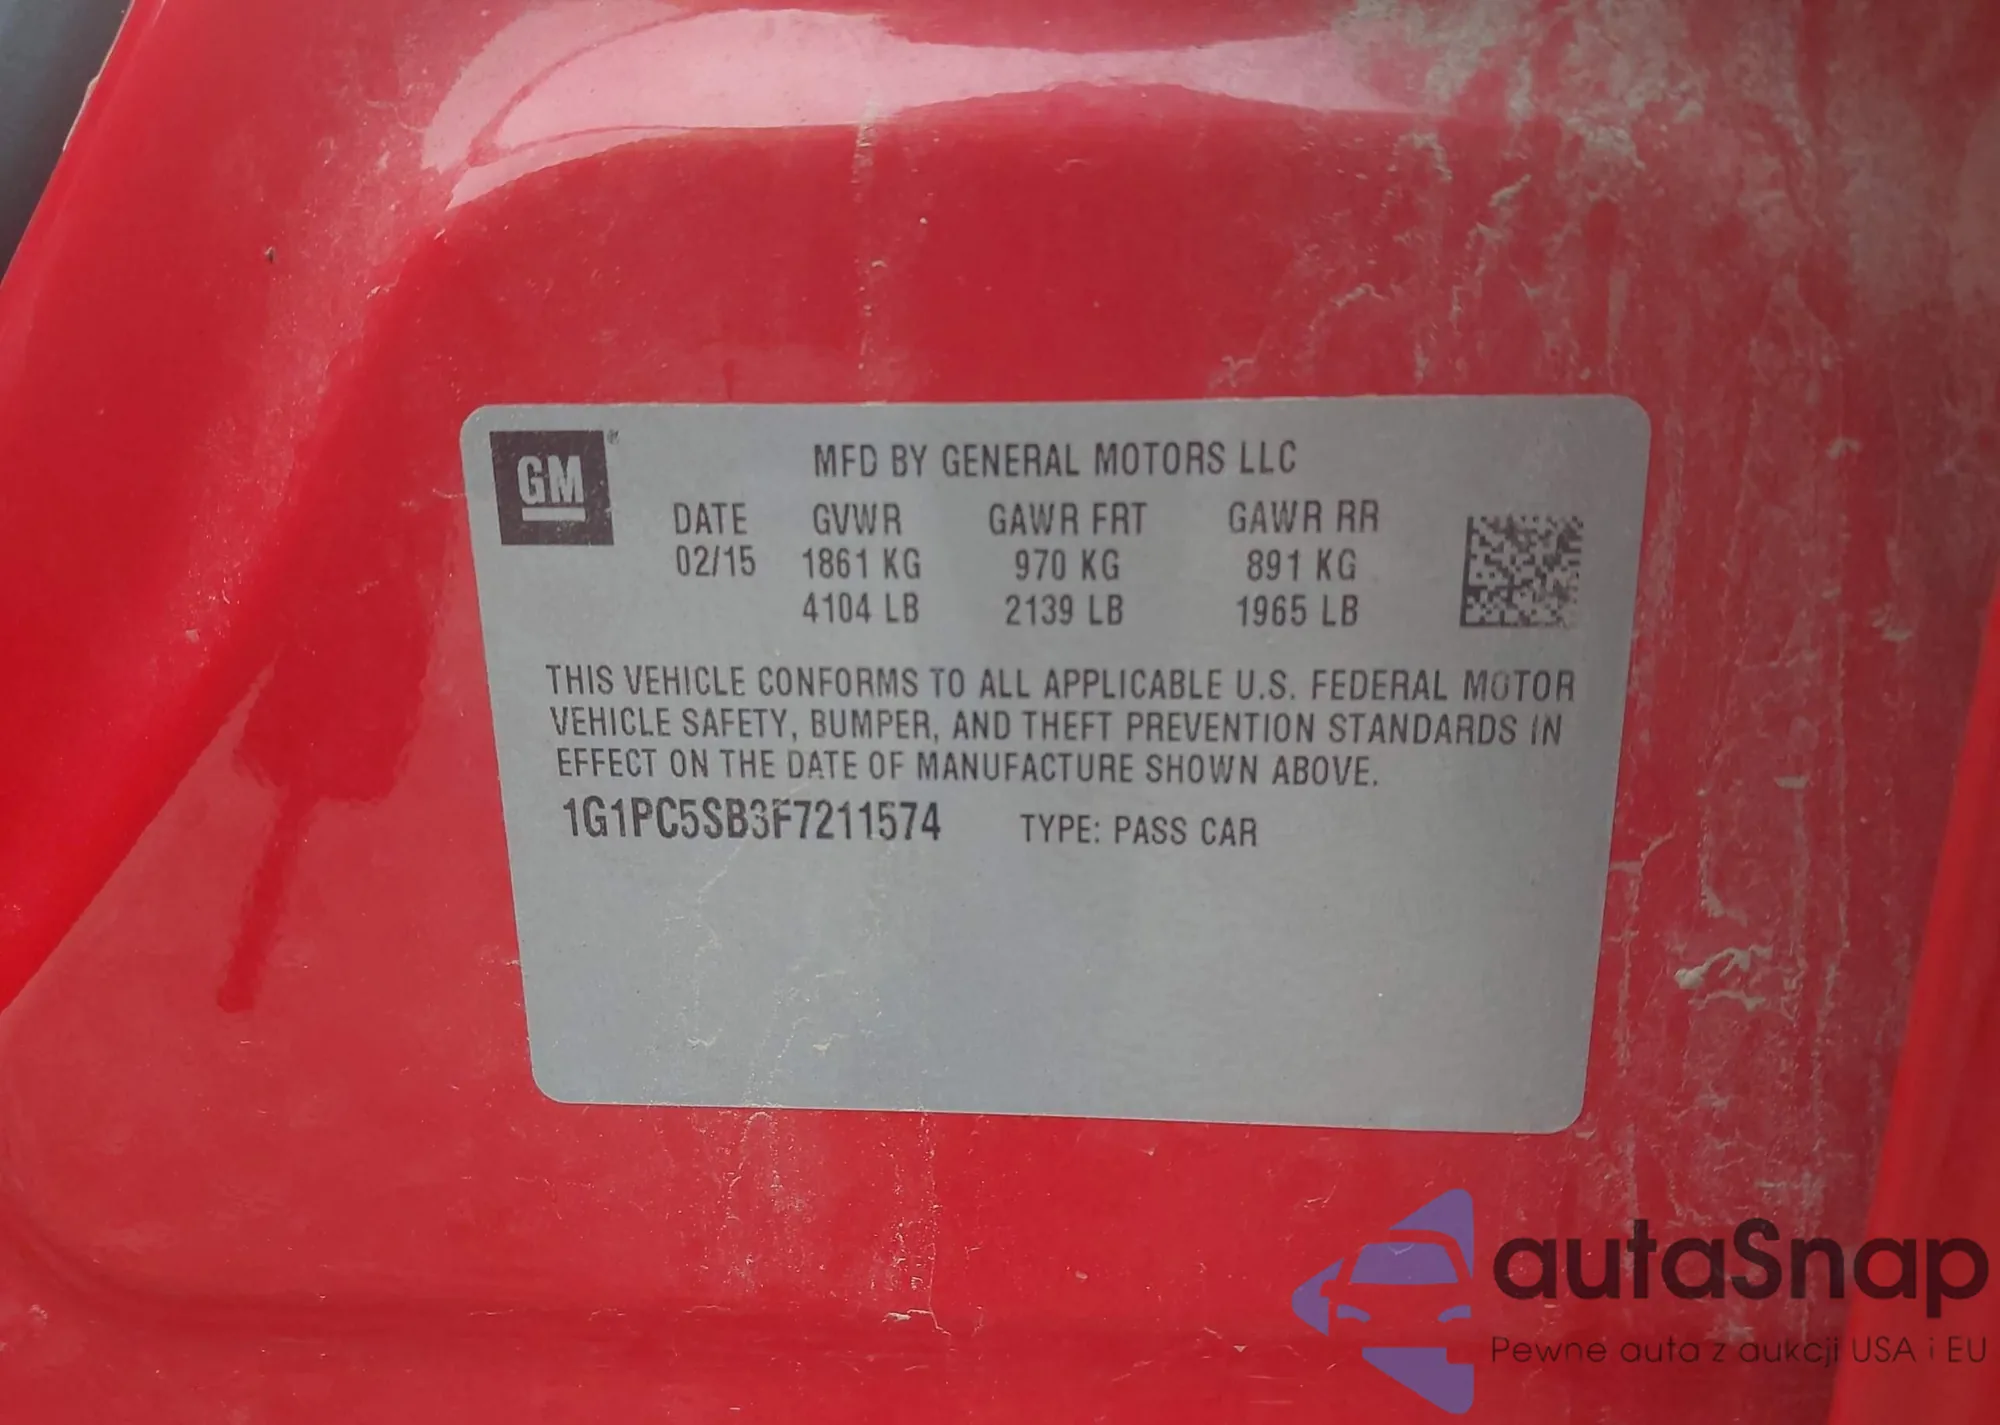 GM
MFD BY GENERAL MOTORS LLC
DATE GVWR GAWR FRT GAWR RR
02/15 1861 KG 970 KG 891 KG
4104 LB 2139 LB 1965 LB
THIS VEHICLE CONFORMS TO ALL APPLICABLE U.S. FEDERAL MOTOR
VEHICLE SAFETY, BUMPER, AND THEFT PREVENTION STANDARDS IN
EFFECT ON THE DATE OF MANUFACTURE SHOWN ABOVE.
1G1PC5SB3F7211574 TYPE: PASS CAR
autaSnap
Pewne auta z aukcji USA i EU